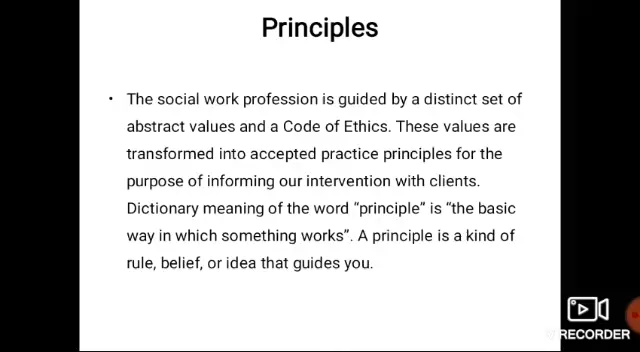 Principles
• The social work profession is guided by a distinct set of
abstract values and a Code of Ethics. These values are
transformed into accepted practice principles for the
purpose of informing our intervention with clients.
Dictionary meaning of the word “principle” is “the basic
way in which something works”. A principle is a kind of
rule, belief, or idea that guides you.
RECORDER